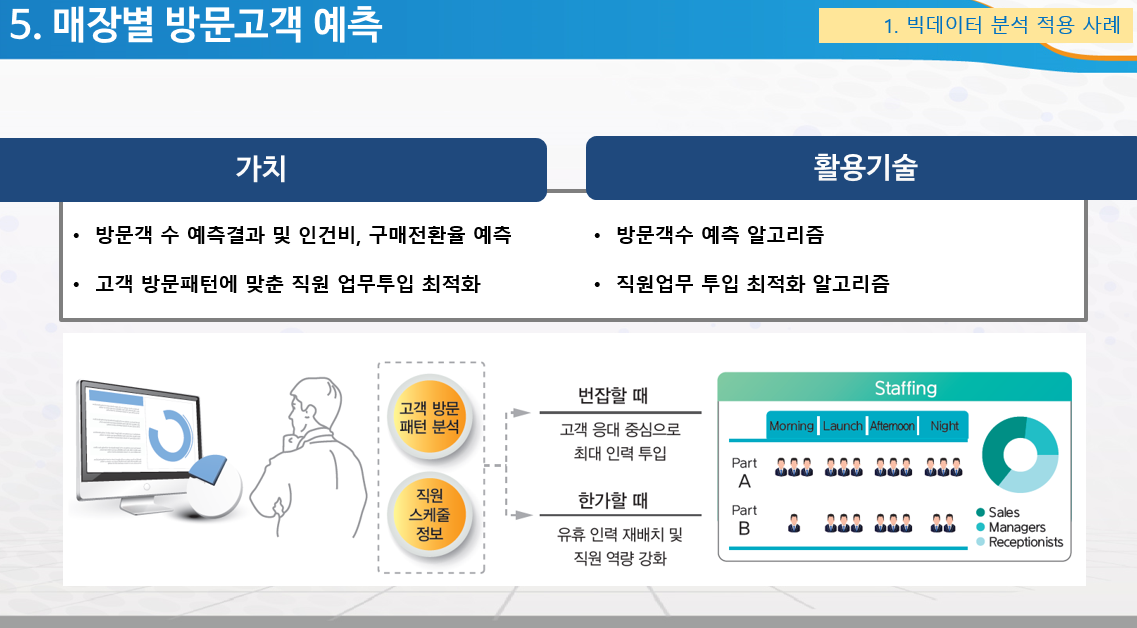 5. 매장별 방문고객 예측
1. 빅데이터 분석 적용 사례
가치
활용기술
• 방문객 수 예측결과 및 인건비, 구매전환율 예측
• 고객 방문패턴에 맞춘 직원 업무투입 최적화
• 방문객수 예측 알고리즘
• 직원업무 투입 최적화 알고리즘
고객 방문
패턴 분석
직원
스케줄
정보
번잡할 때
고객 응대 중심으로
최대 인력 투입
한가할 때
유휴 인력 재배치 및
직원 역량 강화
Staffing
Morning Launch Afternoon Night
Part
A
Part
B
Sales
Managers
Receptionists